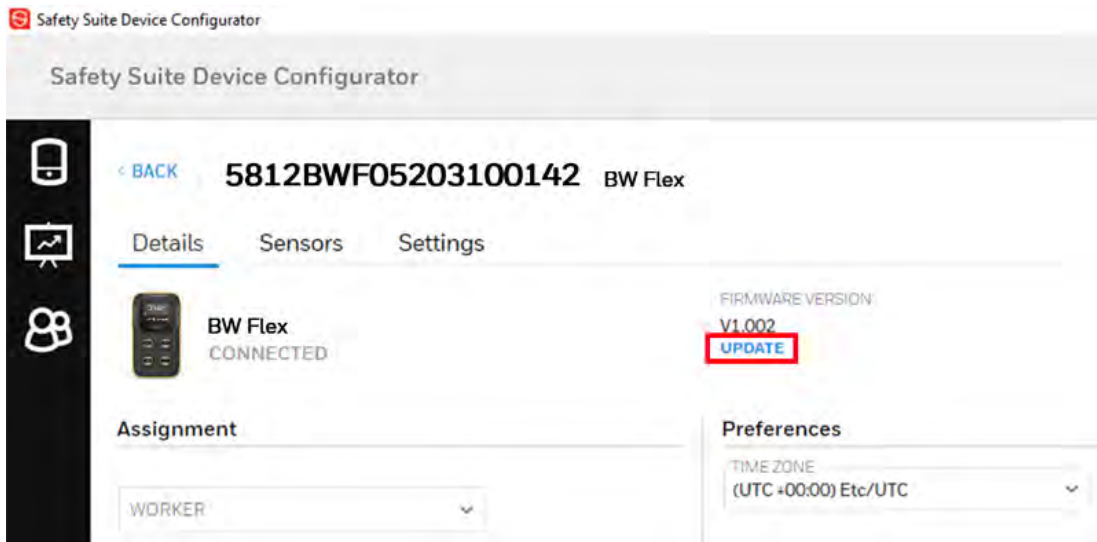 Safety Suite Device Configurator
Safety Suite Device Configurator
< BACK 5812BWF05203100142 BW Flex
Details Sensors Settings
BW Flex
CONNECTED
FIRMWARE VERSION
V1.002
UPDATE
Assignment
WORKER
Preferences
TIME ZONE
(UTC +00:00) Etc/UTC